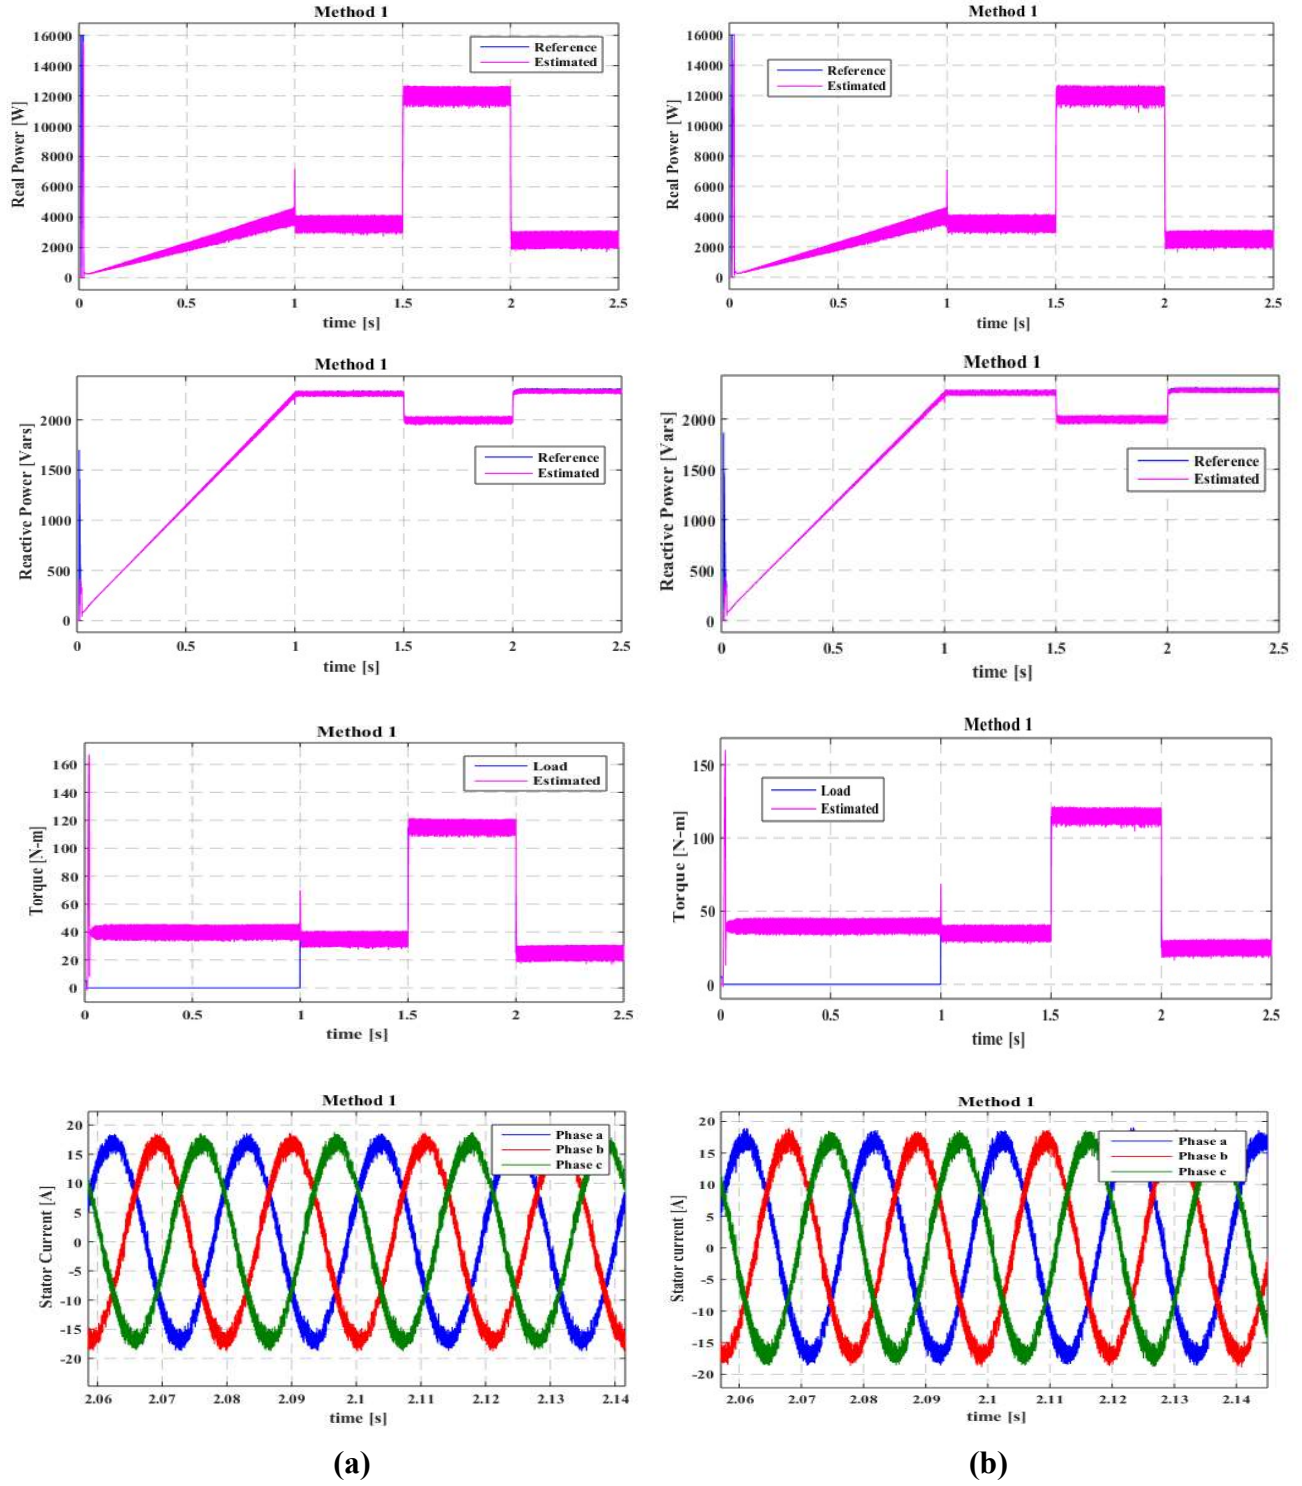 Method 1
Real Power [W]
16000
14000
12000
10000
8000
6000
4000
2000
0
Reference
Estimated
0 0.5 1 1.5 2 2.5
time [s]
Method 1
Real Power [W]
16000
14000
12000
10000
8000
6000
4000
2000
0
Reference
Estimated
0 0.5 1 1.5 2 2.5
time [s]
Method 1
Reactive Power [Vars]
2000
1500
1000
500
0
Reference
Estimated
0 0.5 1 1.5 2 2.5
time [s]
Method 1
Reactive Power [Vars]
2000
1500
1000
500
0
Reference
Estimated
0 0.5 1 1.5 2 2.5
time [s]
Method 1
Torque [N-m]
160
140
120
100
80
60
40
20
0
Load
Estimated
0 0.5 1 1.5 2 2.5
time [s]
Method 1
Torque [N-m]
150
100
50
0
Load
Estimated
0 0.5 1 1.5 2 2.5
time [s]
Method 1
Stator Current [A]
20
15
10
5
0
-5
-10
-15
-20
Phase a
Phase b
Phase c
2.06 2.07 2.08 2.09 2.1 2.11 2.12 2.13 2.14
time [s]
Method 1
Stator current [A]
20
15
10
5
0
-5
-10
-15
-20
Phase a
Phase b
Phase c
2.06 2.07 2.08 2.09 2.1 2.11 2.12 2.13 2.14
time [s]
(a)
(b)